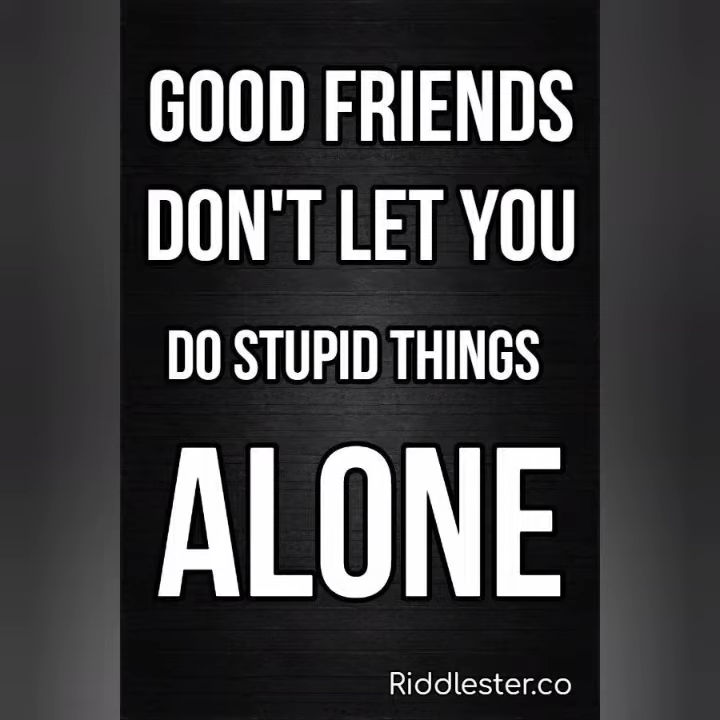 GOOD FRIENDS
DON'T LET YOU
DO STUPID THINGS
ALONE
Riddlester.co